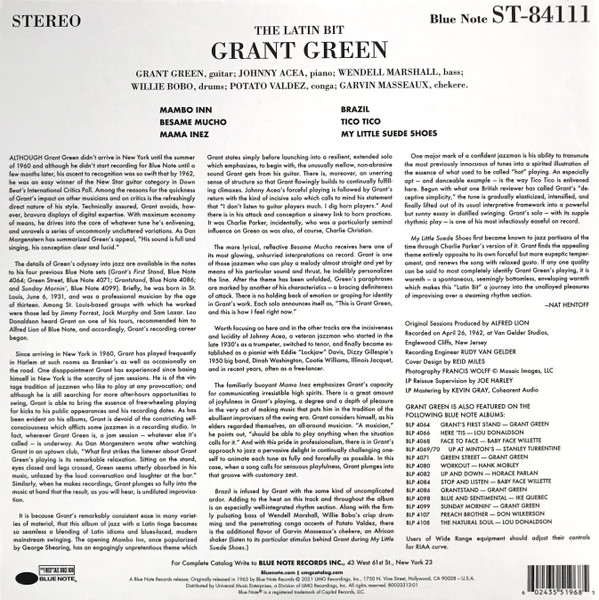 STEREO
Blue Note ST-84111
THE LATIN BIT
GRANT GREEN
GRANT GREEN, guitar; JOHNNY ACEA, piano; WENDELL MARSHALL, bass;
WILLIE BOBO, drums; POTATO VALDEZ, conga; GARVIN MASSEAUX, chekere.
MAMBO INN
BESAME MUCHO
MAMA INEZ
BRAZIL
TICO TICO
MY LITTLE SUEDE SHOES
ALTHOUGH Grant Green didn't arrive in New York until the summer
of 1960 and although he didn't start recording for Blue Note until a
few months later, his ascent to recognition was so swift that by 1962,
he was an easy winner of the New Star guitar category in Down
Beat's International Critics Poll. Among the reasons for the quickness
of Grant's impact on other musicians and on critics is the refreshingly
direct nature of his style. Technically assured, Grant avoids, how-
ever, bravura displays of digital expertise. With maximum economy
of means, he drives into the core of whatever tune he's enlivening,
and unravels a series of uncommonly uncluttered variations. As Dan
Morgenstern has summarized Green's appeal, "His sound is full and
singing, his conception clear and lucid."
The details of Green's odyssey into jazz are available in the notes
to his four previous Blue Note sets (Grant's First Stand, Blue Note
4064; Green Street, Blue Note 4071; Grantstand, Blue Note 4086;
and Sunday Mornin', Blue Note 4099). Briefly, he was born in St.
Louis, June 6, 1931, and was a professional musician by the age
of thirteen. Among St. Louis-based groups with which he worked
were those led by Jimmy Forrest, Jack Murphy and Sam Lazar. Lou
Donaldson heard Grant on one of his tours, recommended him to
Alfred Lion of Blue Note, and accordingly, Grant's recording career
began.
Since arriving in New York in 1960, Grant has played frequently
in Harlem at such rooms as Branker's as well as occasionally on
the road. One disappointment Grant has experienced since basing
himself in New York is the scarcity of jam sessions. He is of the vin-
tage tradition of jazzmen who like to play at any provocation; and
although he is still searching for more after-hours opportunities to
swing, Grant is able to bring the essence of free-wheeling playing
for kicks to his public appearances and his recording dates. As has
been evident on his albums, Grant is devoid of the constricting self-
consciousness which afflicts some jazzmen in a recording studio. In
fact, wherever Grant Green is, a jam session — whatever else it's
called — is underway. As Dan Morgenstern wrote after watching
Grant in an uptown club, "What first strikes the listener about Grant
Green's playing is its remarkable ease and relaxation. Sitting on the stand,
eyes closed and legs crossed, Green seems utterly absorbed in his
music, unfazed by the loud conversation and laughter at the bar."
Similarly, when he makes recordings, Grant plunges so fully into the
music at hand that the result, as you will hear, is undiluted improvisa-
tion.
It is because Grant's remarkably consistent ease in many varieties
of material, that this album of jazz with a Latin tinge becomes
so seamless a blending of Latin idioms and blues-based, modern
mainstream swinging. The opening Mambo Inn, once popularized
by George Shearing, has an engagingly unpretentious theme which
Grant states simply before launching into a resilient, extended solo
which emphasizes, to begin with, the unusually mellow, non-abrasive
sound Grant gets from his guitar. There is, moreover, an unerring
sense of structure so that Grant flowingly builds to continually fulfill-
ing climaxes. Johnny Acea's forceful playing is followed by Grant's
return with the kind of incisive solo which calls to mind his statement
that "I don't listen to guitar players much. I dig horn players." And
there is in his attack and conception a sinewy link to horn practices.
It was Charlie Parker, incidentally, who was a particularly seminal
influence on Green as was also, of course, Charlie Christian.
The more lyrical, reflective Besame Mucho receives here one of
its most glowing, unhurried interpretations on record. Grant is one
of those jazzmen who can play a melody almost straight and yet by
means of his particular sound and thrust, he indelibly personalizes
the line. After the theme has been unfolded, Green's paraphrases
are marked by another of his characteristics — a bracing definiteness
of attack. There is no holding back of emotion or groping for identity
in Grant's work. Each solo announces itself as, "This is Grant Green,
and this is how I feel right now."
Worth focusing on here and in the other tracks are the incisiveness
and lucidity of Johnny Acea, a veteran jazzman who started in the
late 1930's as a trumpeter, switched to tenor, and finally became es-
tablished as a pianist with Eddie "Lockjaw" Davis, Dizzy Gillespie's
1950 big band, Dinah Washington, Cootie Williams, Illinois Jacquet,
and in recent years, often as a free-lancer.
The familiarly buoyant Mama Inez emphasizes Grant's capacity
for communicating irresistible high spirits. There is a great amount
of joyfulness in Grant's playing, a degree and a depth of pleasure
in the very act of making music that puts him in the tradition of the
ebullient improvisers of the swing era. Grant considers himself, as his
elders regarded themselves, an all-around musician. "A musician,"
he points out, "should be able to play anything when the situation
calls for it." And with this pride in professionalism, there is in Grant's
approach to jazz a pervasive delight in continually challenging one-
self to animate each tune as fully and forcefully as possible. In this
case, when a song calls for sensuous playfulness, Grant plunges into
that groove with customary zest.
Brazil is infused by Grant with the same kind of uncomplicated
ardor. Adding to the heat on this track and throughout the album
is an especially well-integrated rhythm section. Along with the firm-
ly pulsating bass of Wendell Marshall, Willie Bobo's crisp drum-
ming and the penetrating conga accents of Potato Valdez, there
is the additional flavor of Garvin Masseaux's chekere, an African
shaker (listen to its particular stimulus behind Grant during My Little
Suede Shoes.)
One major mark of a confident jazzman is his ability to transmute
the most previously innocuous of tunes into a spirited illustration of
the essence of what used to be called "hot" playing. An especially
apt — and danceable example — is the way Tico Tico is enlivened
here. Begun with what one British reviewer has called Grant's "de-
ceptive simplicity," the tune is gradually elasticized, intensified, and
finally lifted out of its usual interpretive framework into a powerful
but sunny essay in distilled swinging. Grant's solo — with its supple
rhythmic play — is one of his most infectiously easeful on record.
My Little Suede Shoes first became known to jazz partisans of the
time through Charlie Parker's version of it. Grant finds the appealing
theme entirely opposite to its own forceful but more eupeptic temper-
ament, and renews the song with relaxed gusto. If any one quality
can be said to most completely identify Grant Green's playing, it is
warmth — a spontaneous, seemingly bottomless, enveloping warmth
which makes this "Latin Bit" a journey into the unalloyed pleasures
of improvising over a steaming rhythm section.
—NAT HENTOFF
Original Sessions Produced by ALFRED LION
Recorded on April 26, 1962, at Van Gelder Studios,
Englewood Cliffs, New Jersey
Recording Engineer RUDY VAN GELDER
Cover Design by REID MILES
Photography FRANCIS WOLFF © Mosaic Images, LLC
LP Reissue Supervision by JOE HARLEY
LP Mastering by KEVIN GRAY, Cohearent Audio
GRANT GREEN IS ALSO FEATURED ON THE
FOLLOWING BLUE NOTE ALBUMS:
BLP 4064 GRANT'S FIRST STAND — GRANT GREEN
BLP 4066 HERE 'TIS — LOU DONALDSON
BLP 4068 FACE TO FACE — BABY FACE WILLETTE
BLP 4069/70 UP AT MINTON'S — STANLEY TURRENTINE
BLP 4071 GREEN STREET — GRANT GREEN
BLP 4080 WORKOUT — HANK MOBLEY
BLP 4082 UP AND DOWN — HORACE PARLAN
BLP 4084 STOP AND LISTEN — BABY FACE WILLETTE
BLP 4086 GRANTSTAND — GRANT GREEN
BLP 4098 BLUE AND SENTIMENTAL — IKE QUEBEC
BLP 4099 SUNDAY MORNIN' — GRANT GREEN
BLP 4107 PREACH BROTHER — DON WILKERSON
BLP 4108 THE NATURAL SOUL — LOU DONALDSON
Users of Wide Range equipment should adjust their controls for
RIAA curve.
BLUE NOTE
For Complete Catalog Write to BLUE NOTE RECORDS INC., 43 West 61st St., New York 23
Bluenote.com | umgcatalog.com
A Blue Note Records release. Originally released in 1963 by Blue Note Records © 2021 UMG Recordings, Inc., 1750 N. Vine Street, Hollywood, CA 90028 – U.S.A.
Distributed by Universal Music Enterprises, a Division of UMG Recordings, Inc. All rights reserved. B0033312-01
BLUE NOTE® is a registered trademark of Capitol Records, LLC.
6 02435 51968 5